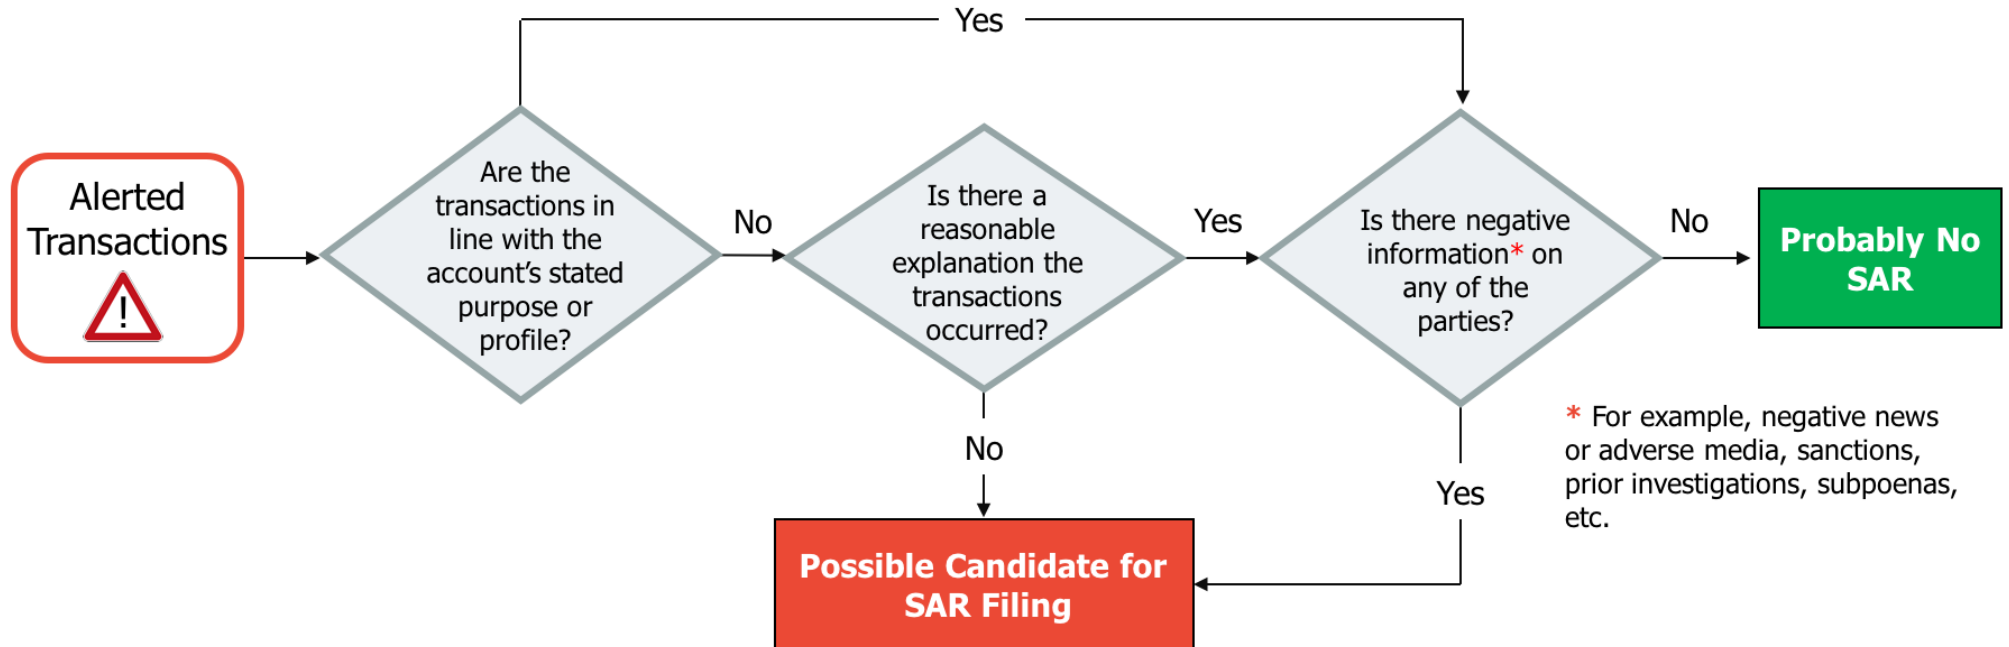 Yes
Alerted
Transactions
!
Are the
transactions in
line with the
account’s stated
purpose or
profile?
No
Is there a
reasonable
explanation the
transactions
occurred?
Yes
Is there negative
information* on
any of the
parties?
No
Probably No
SAR
No
Yes
* For example, negative news
or adverse media, sanctions,
prior investigations, subpoenas,
etc.
Possible Candidate for
SAR Filing